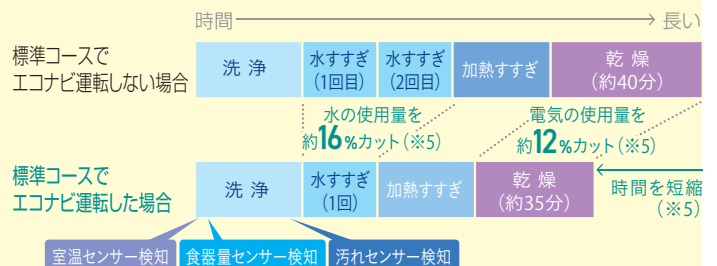 時間 長い
標準コースで
エコナビ運転しない場合
洗浄
水すすぎ
(1回目)
水すすぎ
(2回目)
加熱すすぎ
乾燥
(約40分)
水の使用量を
約16%カット(※5)
電気の使用量を
約12%カット(※5)
標準コースで
エコナビ運転した場合
洗浄
水すすぎ
(1回)
加熱すすぎ
乾燥
(約35分)
時間を短縮
(※5)
室温センサー検知 食器量センサー検知 汚れセンサー検知